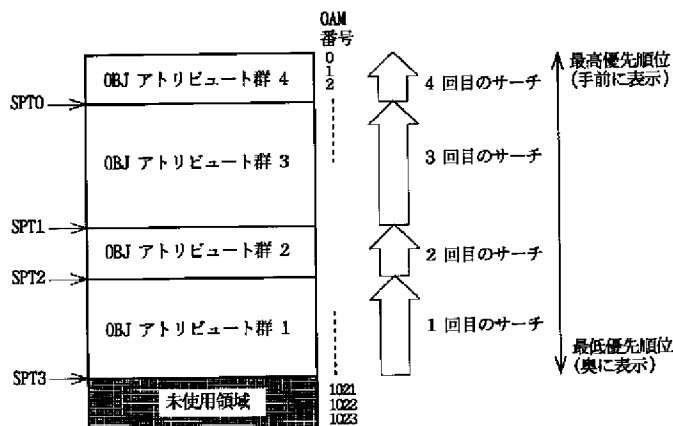 OAM
番号
0
1
2
OBJ アトリビュート群 4
4 回目のサーチ
最高優先順位
(手前に表示)
SPT0
OBJ アトリビュート群 3
3 回目のサーチ
SPT1
OBJ アトリビュート群 2
2 回目のサーチ
SPT2
OBJ アトリビュート群 1
1 回目のサーチ
最低優先順位
(奥に表示)
SPT3
未使用領域
1021
1022
1023